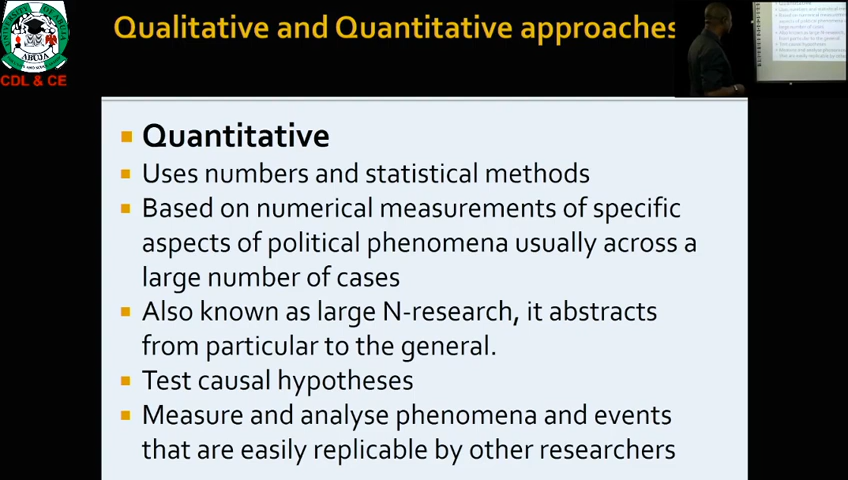 Qualitative and Quantitative approaches
ABUJA
CDL & CE
Quantitative
Uses numbers and statistical methods
Based on numerical measurements of specific
aspects of political phenomena usually across a
large number of cases
Also known as large N-research, it abstracts
from particular to the general.
Test causal hypotheses
Measure and analyse phenomena and events
that are easily replicable by other researchers